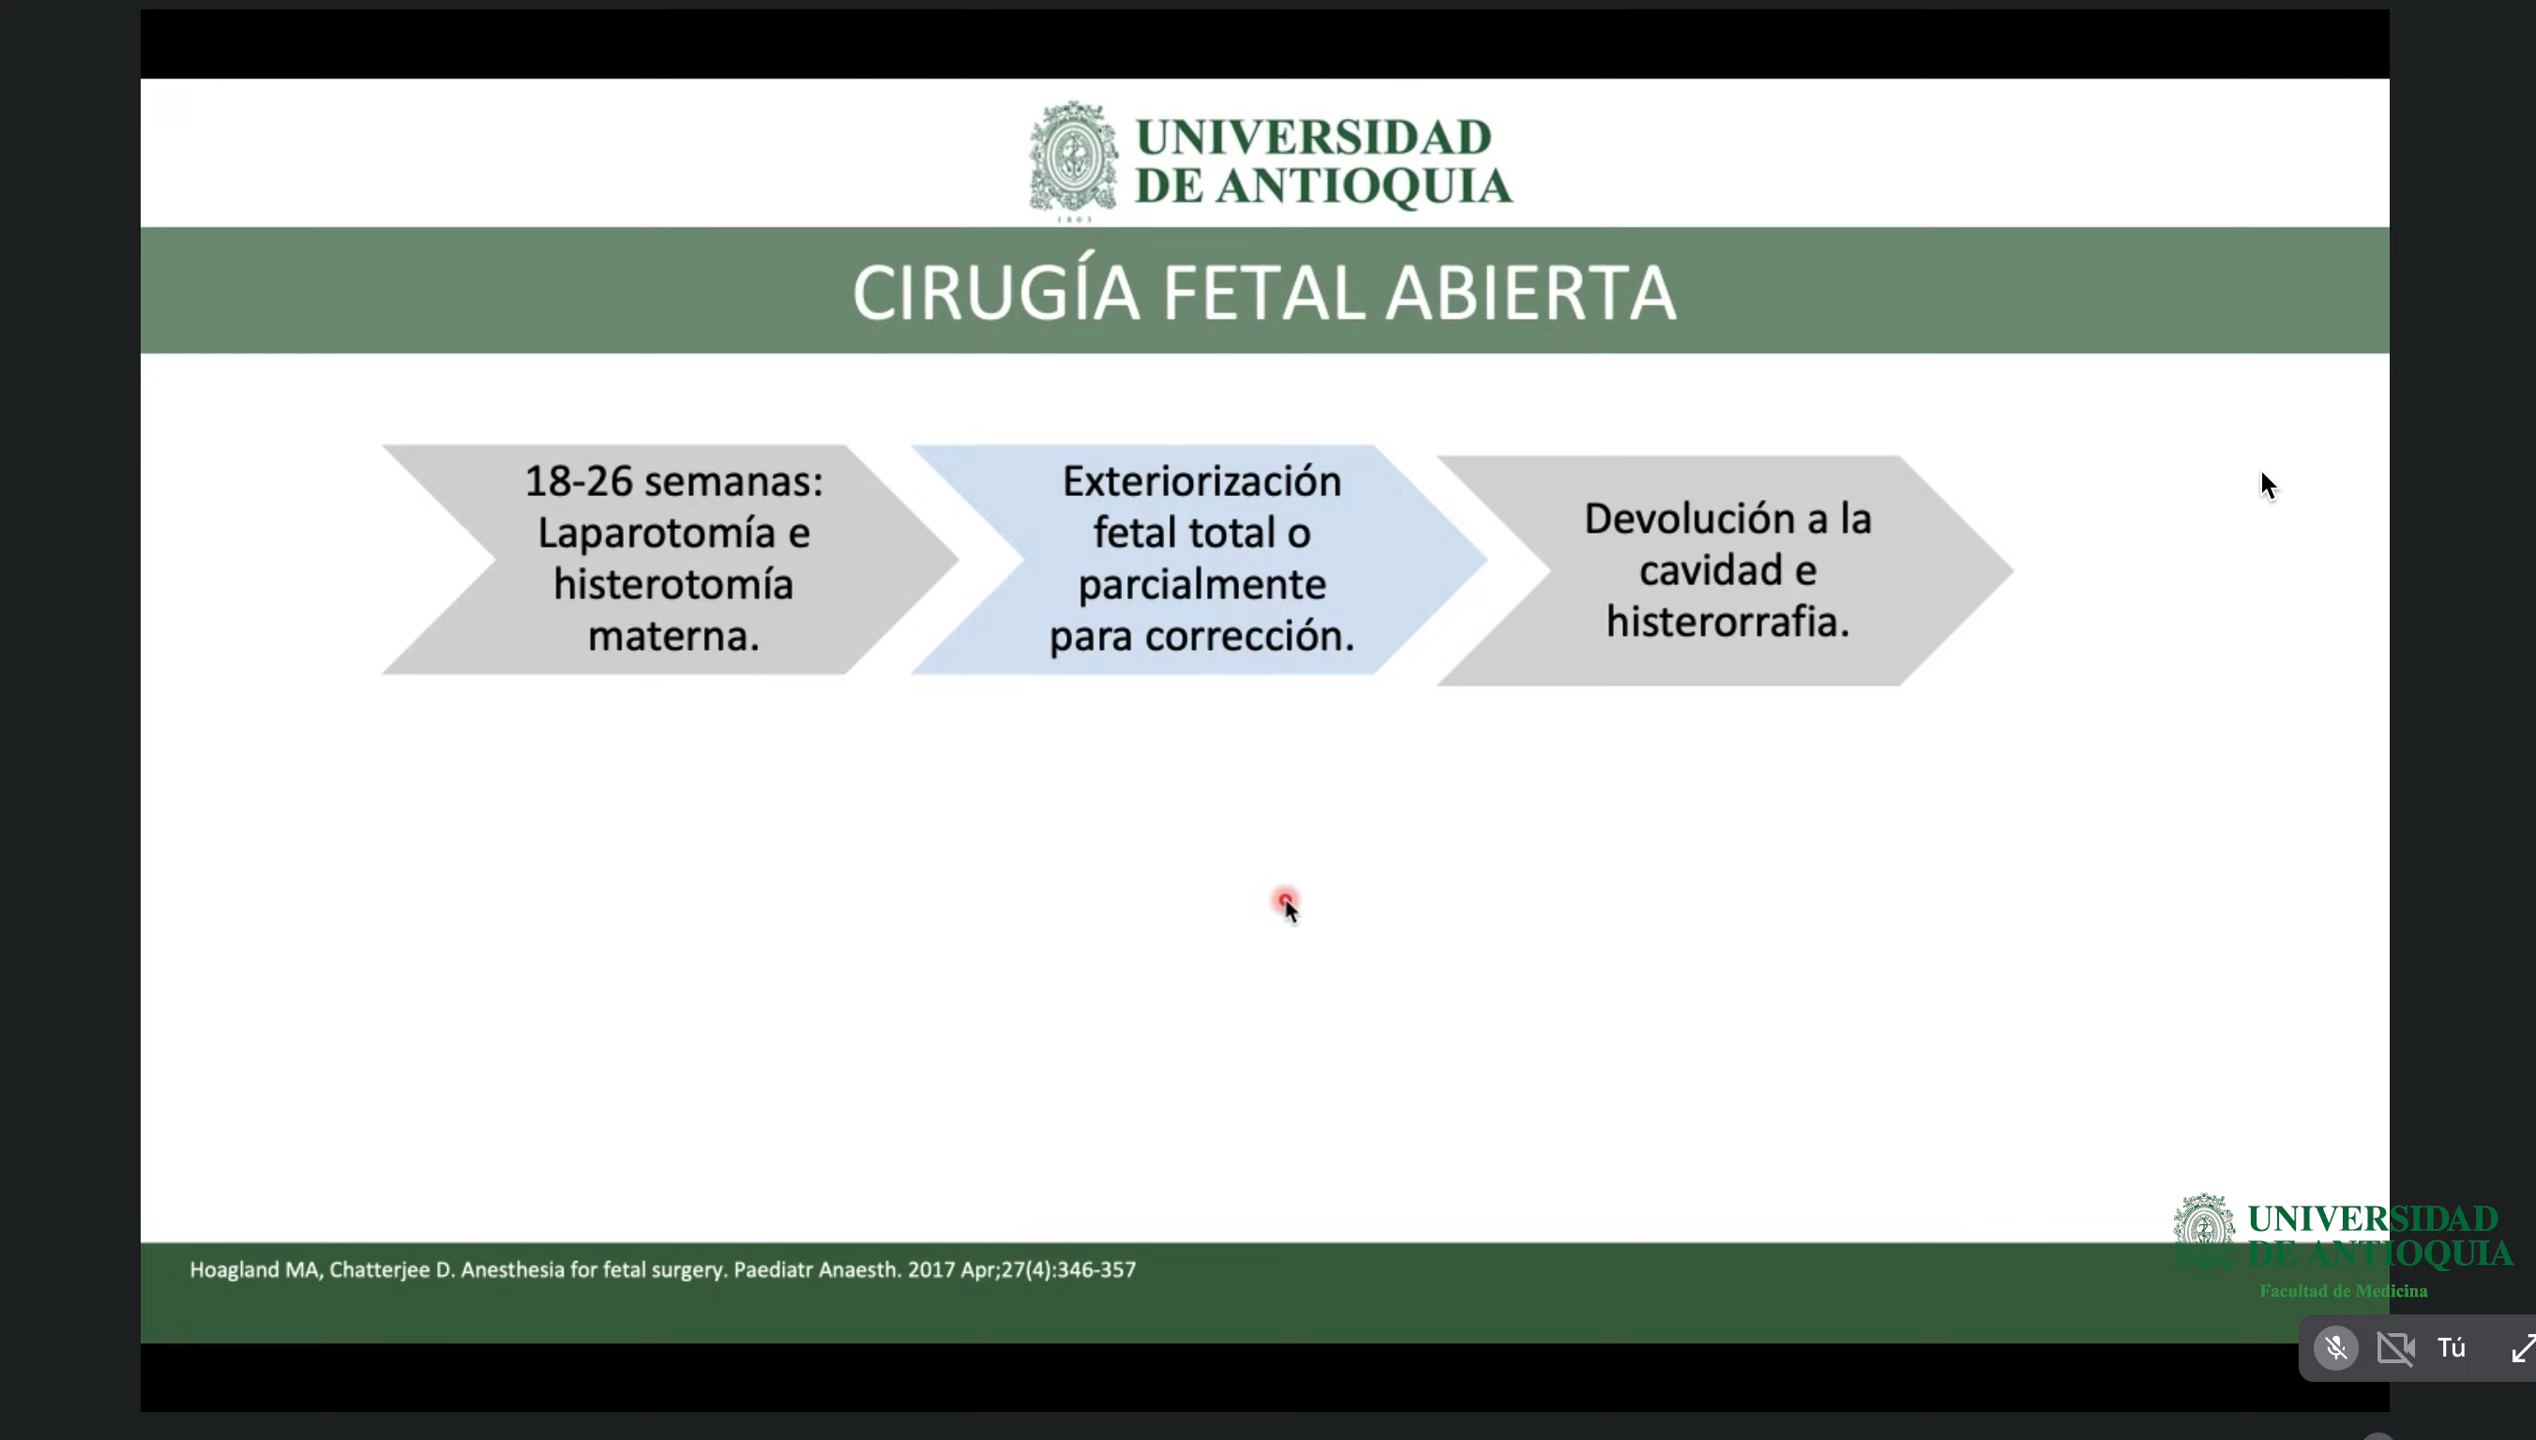 UNIVERSIDAD
DE ANTIOQUIA
1803
CIRUGÍA FETAL ABIERTA
18-26 semanas:
Laparotomía e
histerotomía
materna.
Exteriorización
fetal total o
parcialmente
para corrección.
Devolución a la
cavidad e
histerorrafia.
Hoagland MA, Chatterjee D. Anesthesia for fetal surgery. Paediatr Anaesth. 2017 Apr;27(4):346-357
UNIVERSIDAD
DE ANTIOQUIA
Facultad de Medicina
Tú